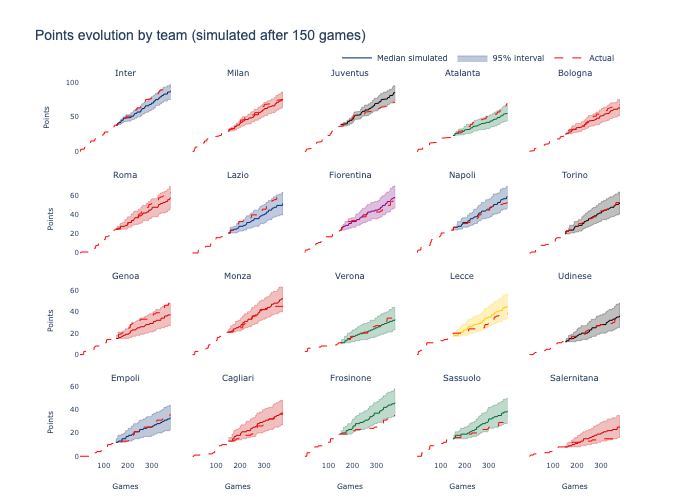 Points evolution by team (simulated after 150 games)
Median simulated 95% interval Actual
Inter Milan Juventus Atalanta Bologna
100
50
0
Points
Roma Lazio Fiorentina Napoli Torino
60
40
20
0
Points
Genoa Monza Verona Lecce Udinese
60
40
20
0
Points
Empoli Cagliari Frosinone Sassuolo Salernitana
60
40
20
0
Points
100 200 300 100 200 300 100 200 300 100 200 300 100 200 300
Games Games Games Games Games